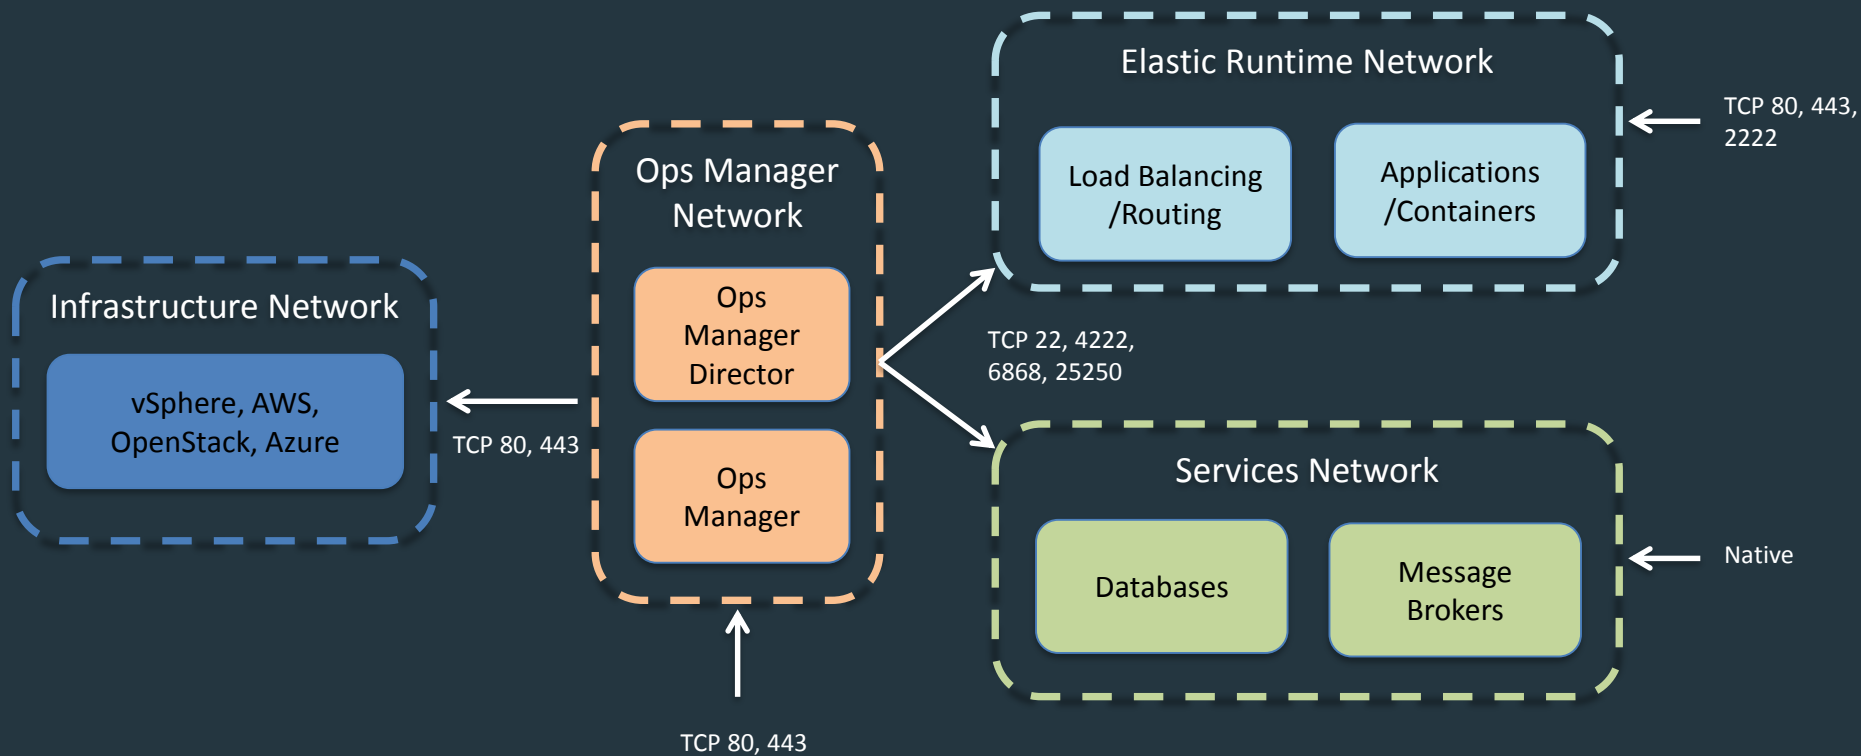 Infrastructure Network
vSphere, AWS,
OpenStack, Azure
TCP 80, 443
Ops Manager
Network
Ops
Manager
Director
Ops
Manager
TCP 80, 443
Elastic Runtime Network
Load Balancing
/Routing
Applications
/Containers
TCP 80, 443,
2222
TCP 22, 4222,
6868, 25250
Services Network
Databases
Message
Brokers
Native